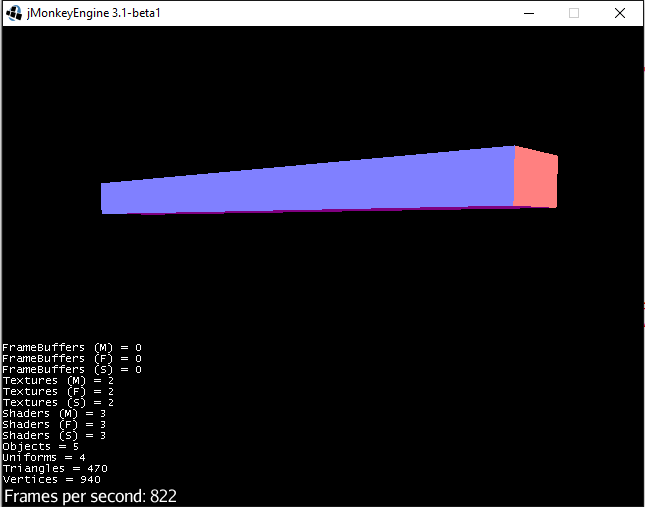 jMonkeyEngine 3.1-beta1
FrameBuffers (M) = 0
FrameBuffers (F) = 0
FrameBuffers (S) = 0
Textures (M) = 2
Textures (F) = 2
Textures (S) = 2
Shaders (M) = 3
Shaders (F) = 3
Shaders (S) = 3
Objects = 5
Uniforms = 4
Triangles = 470
Vertices = 940
Frames per second: 822